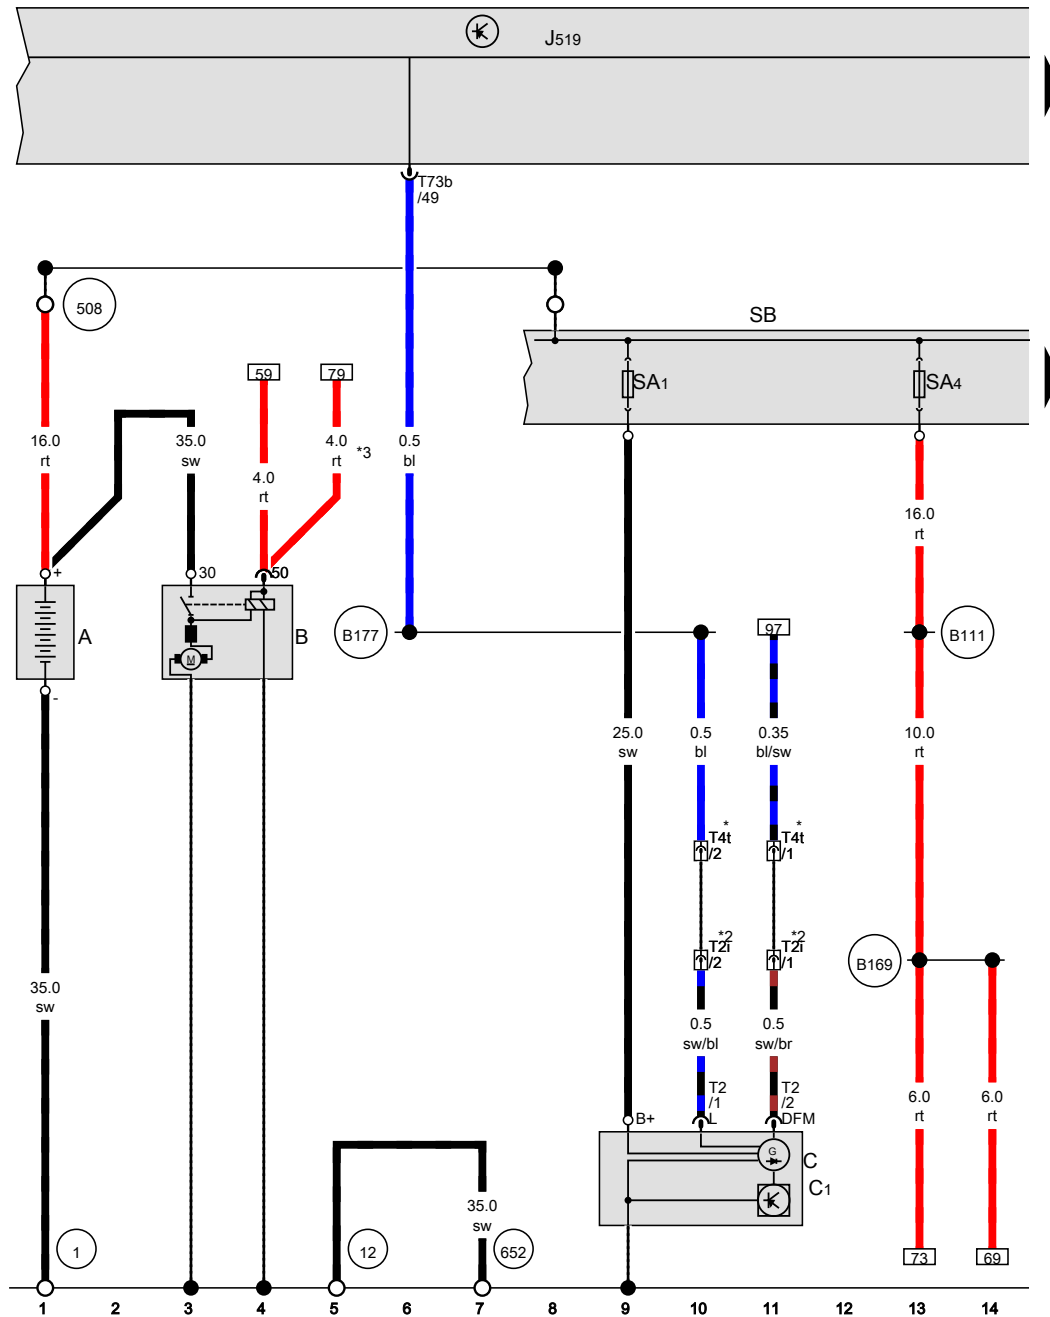 J519
T73b
/49
508
SB
59
79
SA1
SA4
16.0
rt
35.0
sw
4.0
rt
*3
0.5
bl
4.0
rt
16.0
rt
+
30
50
A
B
B177
97
B111
-
M
25.0
sw
0.5
bl
0.35
bl/sw
10.0
rt
*
T4t
/2
*
T4t
/1
*2
T2i
/2
*2
T2i
/1
B169
35.0
sw
0.5
sw/bl
0.5
sw/br
T2
/1
T2
/2
6.0
rt
6.0
rt
B+
L
DFM
G
C
C1
35.0
sw
1
12
652
73
69
1 2 3 4 5 6 7 8 9 10 11 12 13 14